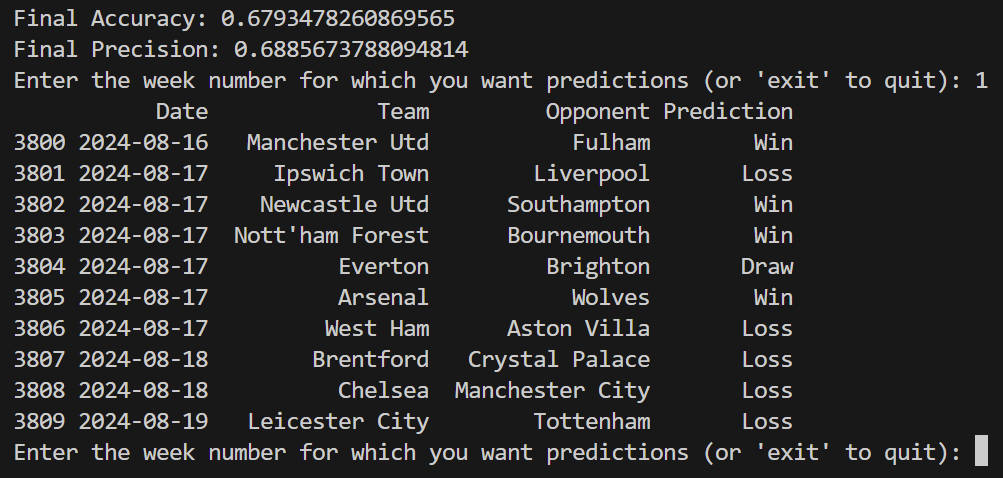 Final Accuracy: 0.6793478260869565
Final Precision: 0.6885673788094814
Enter the week number for which you want predictions (or 'exit' to quit): 1
Date Team Opponent Prediction
3800 2024-08-16 Manchester Utd Fulham Win
3801 2024-08-17 Ipswich Town Liverpool Loss
3802 2024-08-17 Newcastle Utd Southampton Win
3803 2024-08-17 Nott'ham Forest Bournemouth Win
3804 2024-08-17 Everton Brighton Draw
3805 2024-08-17 Arsenal Wolves Win
3806 2024-08-17 West Ham Aston Villa Loss
3807 2024-08-18 Brentford Crystal Palace Loss
3808 2024-08-18 Chelsea Manchester City Loss
3809 2024-08-19 Leicester City Tottenham Loss
Enter the week number for which you want predictions (or 'exit' to quit):